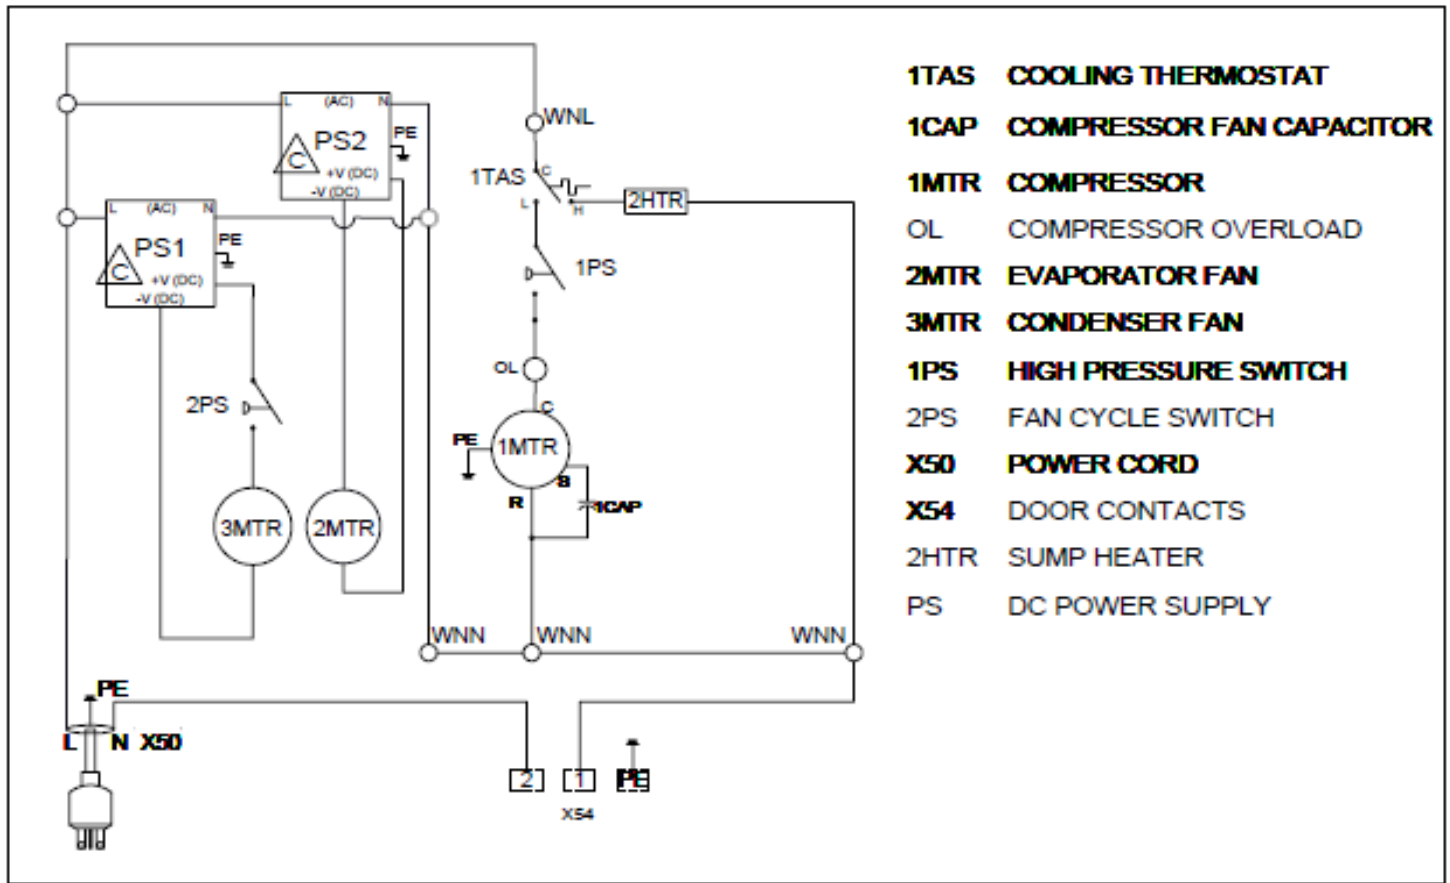 L (AC) N
PS2
C
PE
+V (DC)
-V (DC)
L (AC) N
PS1
C
PE
+V (DC)
-V (DC)
2PS
3MTR
2MTR
WNL
1TAS
C
L
H
2HTR
1PS
OL
C
PE
1MTR
S
R
1CAP
WNN
WNN
WNN
PE
L N X50
2
1
PE
X54
1TAS COOLING THERMOSTAT
1CAP COMPRESSOR FAN CAPACITOR
1MTR COMPRESSOR
OL COMPRESSOR OVERLOAD
2MTR EVAPORATOR FAN
3MTR CONDENSER FAN
1PS HIGH PRESSURE SWITCH
2PS FAN CYCLE SWITCH
X50 POWER CORD
X54 DOOR CONTACTS
2HTR SUMP HEATER
PS DC POWER SUPPLY